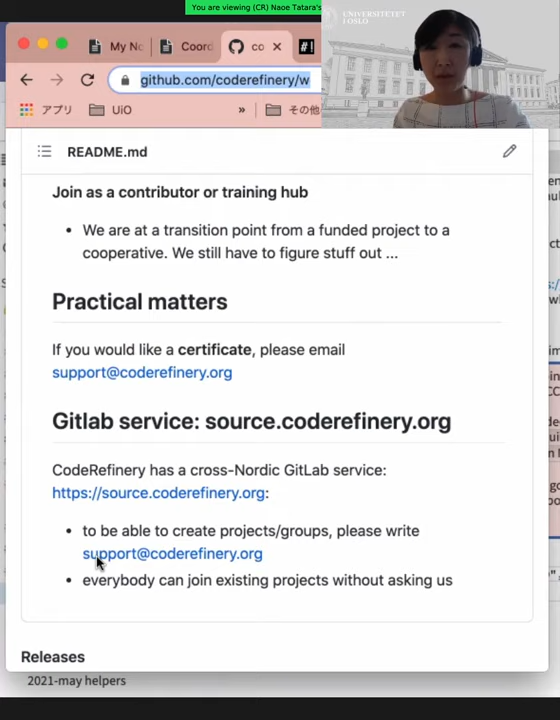 You are viewing (CR) Naoe Tatara's
UNIVERSITETET
I OSLO
My No
Coord
co
github.com/coderefinery/w
アプリ
UiO
»
その他
README.md
Join as a contributor or training hub
• We are at a transition point from a funded project to a
cooperative. We still have to figure stuff out ...
Practical matters
If you would like a certificate, please email
support@coderefinery.org
Gitlab service: source.coderefinery.org
CodeRefinery has a cross-Nordic GitLab service:
https://source.coderefinery.org:
• to be able to create projects/groups, please write
support@coderefinery.org
• everybody can join existing projects without asking us
Releases
2021-may helpers